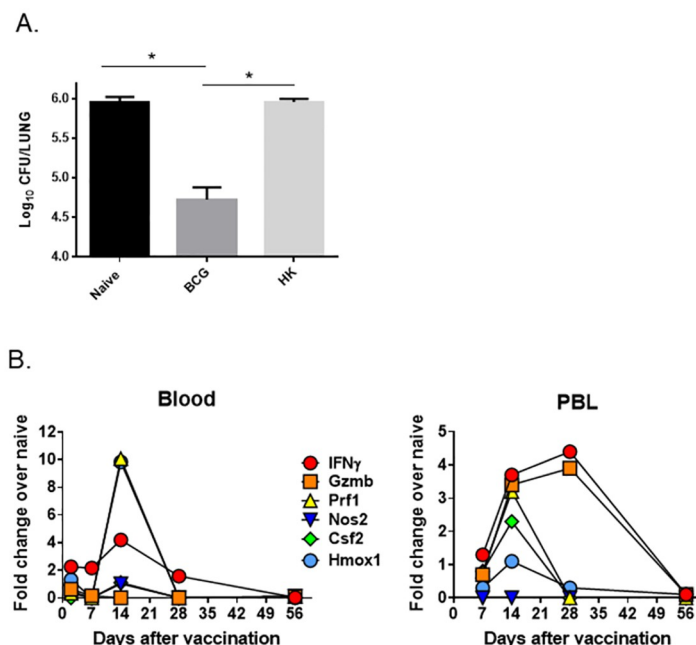 A.
* *
6.0
5.5
5.0
4.5
4.0
Log10 CFU/LUNG
Naive BCG HK
B.
Blood
Fold change over naive
12
10
8
6
4
2
0
0 7 14 21 28 35 42 49 56
Days after vaccination
IFNγ
Gzmb
Prf1
Nos2
Csf2
Hmox1
PBL
Fold change over naive
5
4
3
2
1
0
0 7 14 21 28 35 42 49 56
Days after vaccination